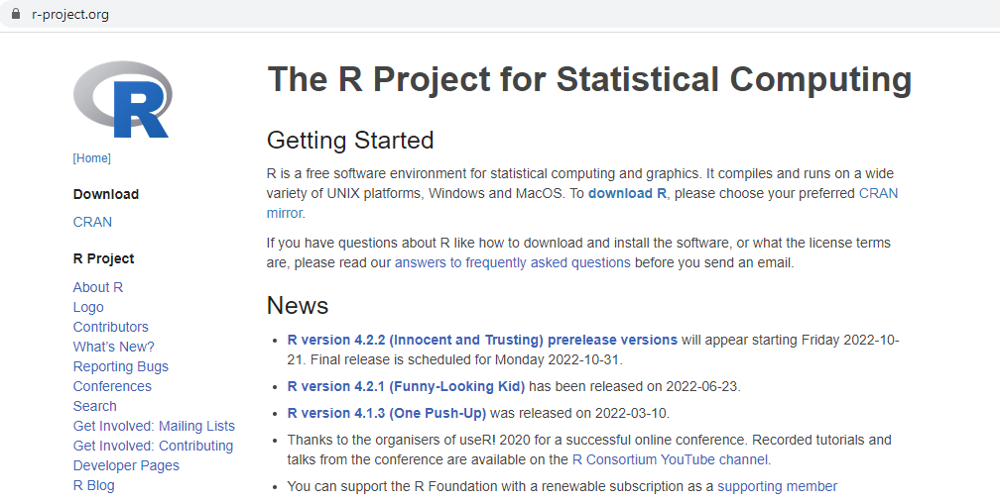 r-project.org
R
[Home]
Download
CRAN
R Project
About R
Logo
Contributors
What's New?
Reporting Bugs
Conferences
Search
Get Involved: Mailing Lists
Get Involved: Contributing
Developer Pages
R Blog
The R Project for Statistical Computing
Getting Started
R is a free software environment for statistical computing and graphics. It compiles and runs on a wide
variety of UNIX platforms, Windows and MacOS. To download R, please choose your preferred CRAN
mirror.
If you have questions about R like how to download and install the software, or what the license terms
are, please read our answers to frequently asked questions before you send an email.
News
• R version 4.2.2 (Innocent and Trusting) prerelease versions will appear starting Friday 2022-10-
21. Final release is scheduled for Monday 2022-10-31.
• R version 4.2.1 (Funny-Looking Kid) has been released on 2022-06-23.
• R version 4.1.3 (One Push-Up) was released on 2022-03-10.
• Thanks to the organisers of useR! 2020 for a successful online conference. Recorded tutorials and
talks from the conference are available on the R Consortium YouTube channel.
• You can support the R Foundation with a renewable subscription as a supporting member